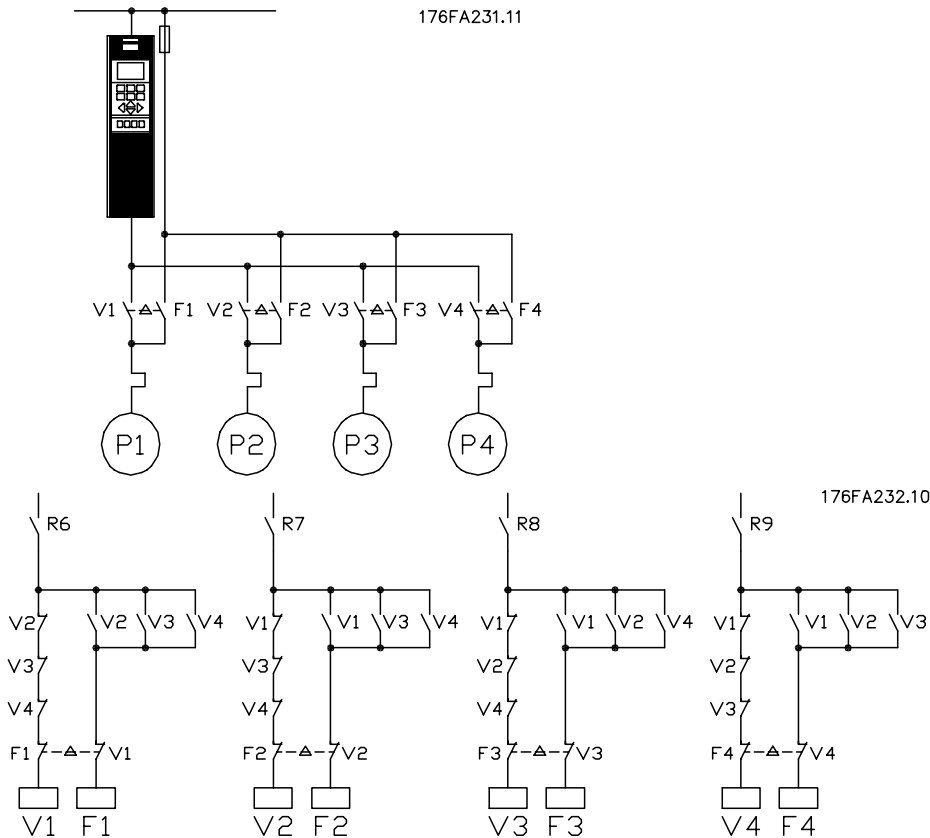 176FA231.11
V1 F1 V2 F2 V3 F3 V4 F4
P1 P2 P3 P4
176FA232.10
R6 R7 R8 R9
V2 V2 V3 V4 V1 V1 V3 V4 V1 V1 V2 V4 V1 V1 V2 V3
V3 V3 V2 V2
V4 V4 V4 V3
F1 V1 F2 V2 F3 V3 F4 V4
V1 F1 V2 F2 V3 F3 V4 F4